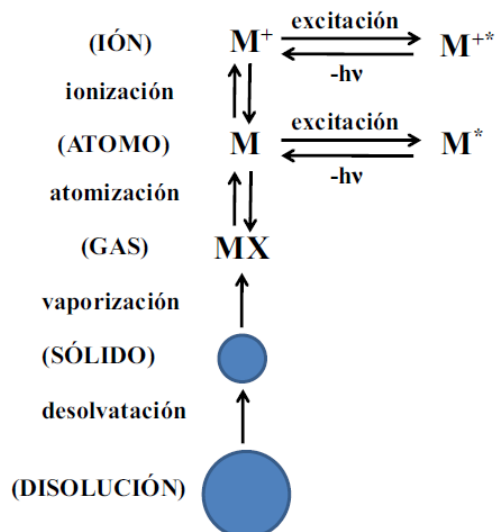 (IÓN) M+ excitación M+*
-hν
ionización
(ATOMO) M excitación M*
-hν
atomización
(GAS) MX
vaporización
(SÓLIDO)
desolvatación
(DISOLUCIÓN)